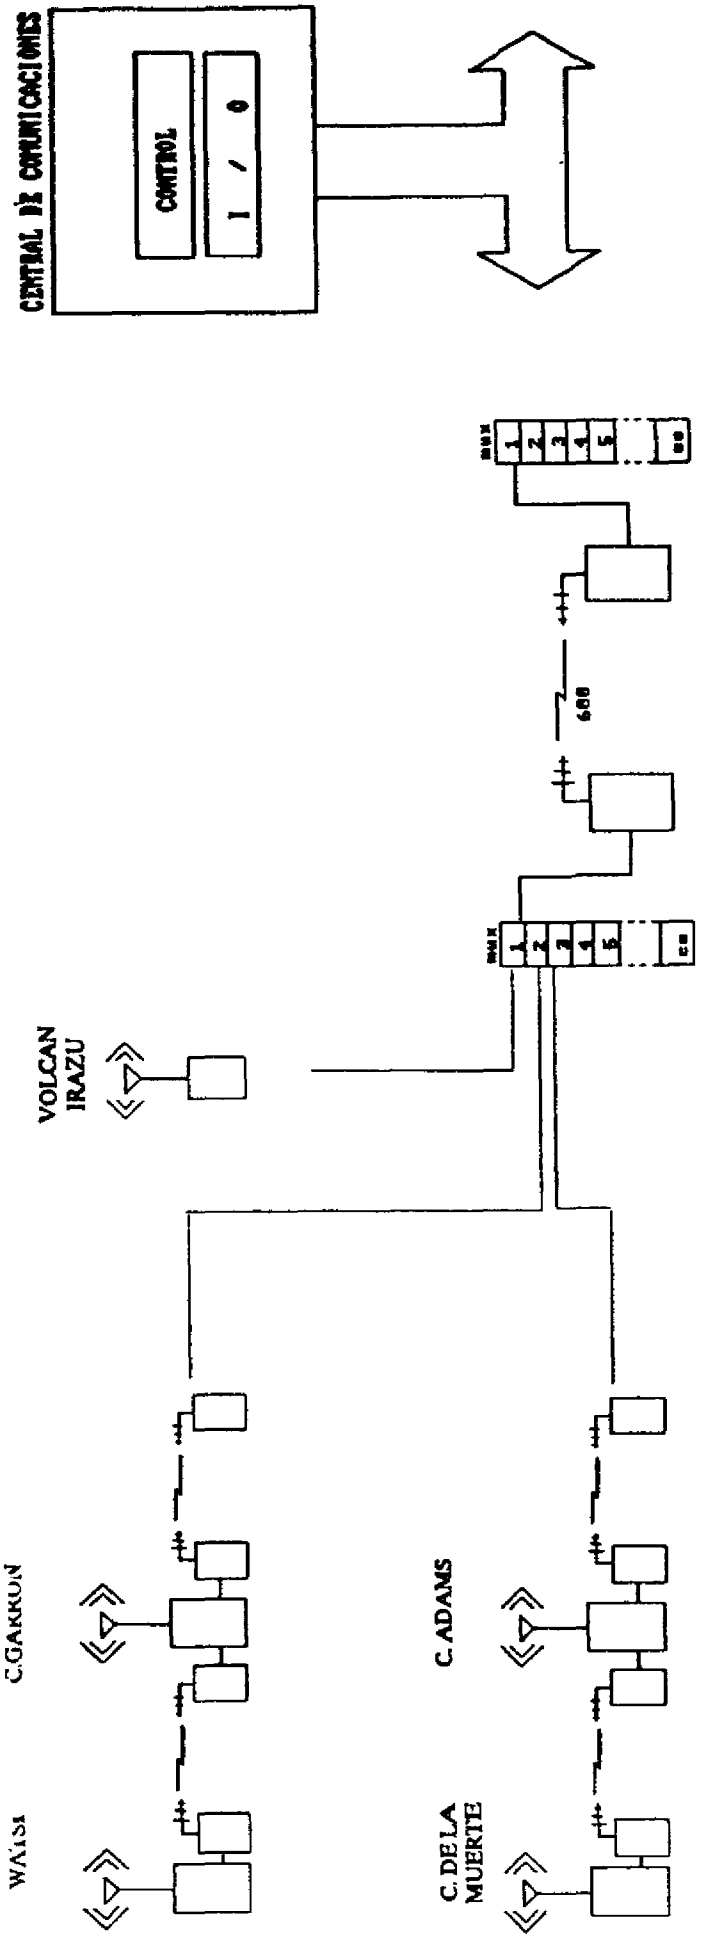 CENTRAL DE COMUNICACIONES
CONTROL
I / O
VOLCAN
IRAZU
C.GARRON
C. ADAMS
C. DE LA
MUERTE
mux
1
2
3
4
5
600
mux
1
2
3
4
5